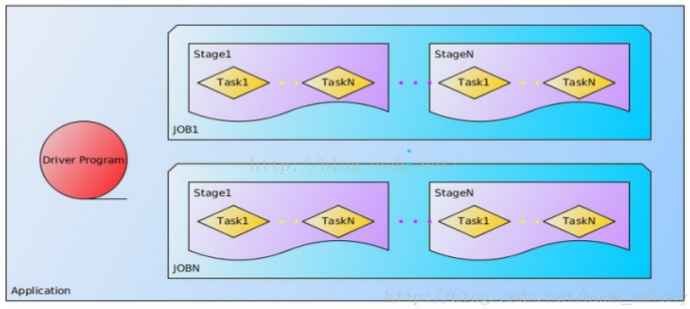 Stage1
StageN
Task1
TaskN
Task1
TaskN
JOB1
Driver Program
http://blog.csdn.net/
Stage1
StageN
Task1
TaskN
Task1
TaskN
JOBN
Application
http://blog.csdn.net/